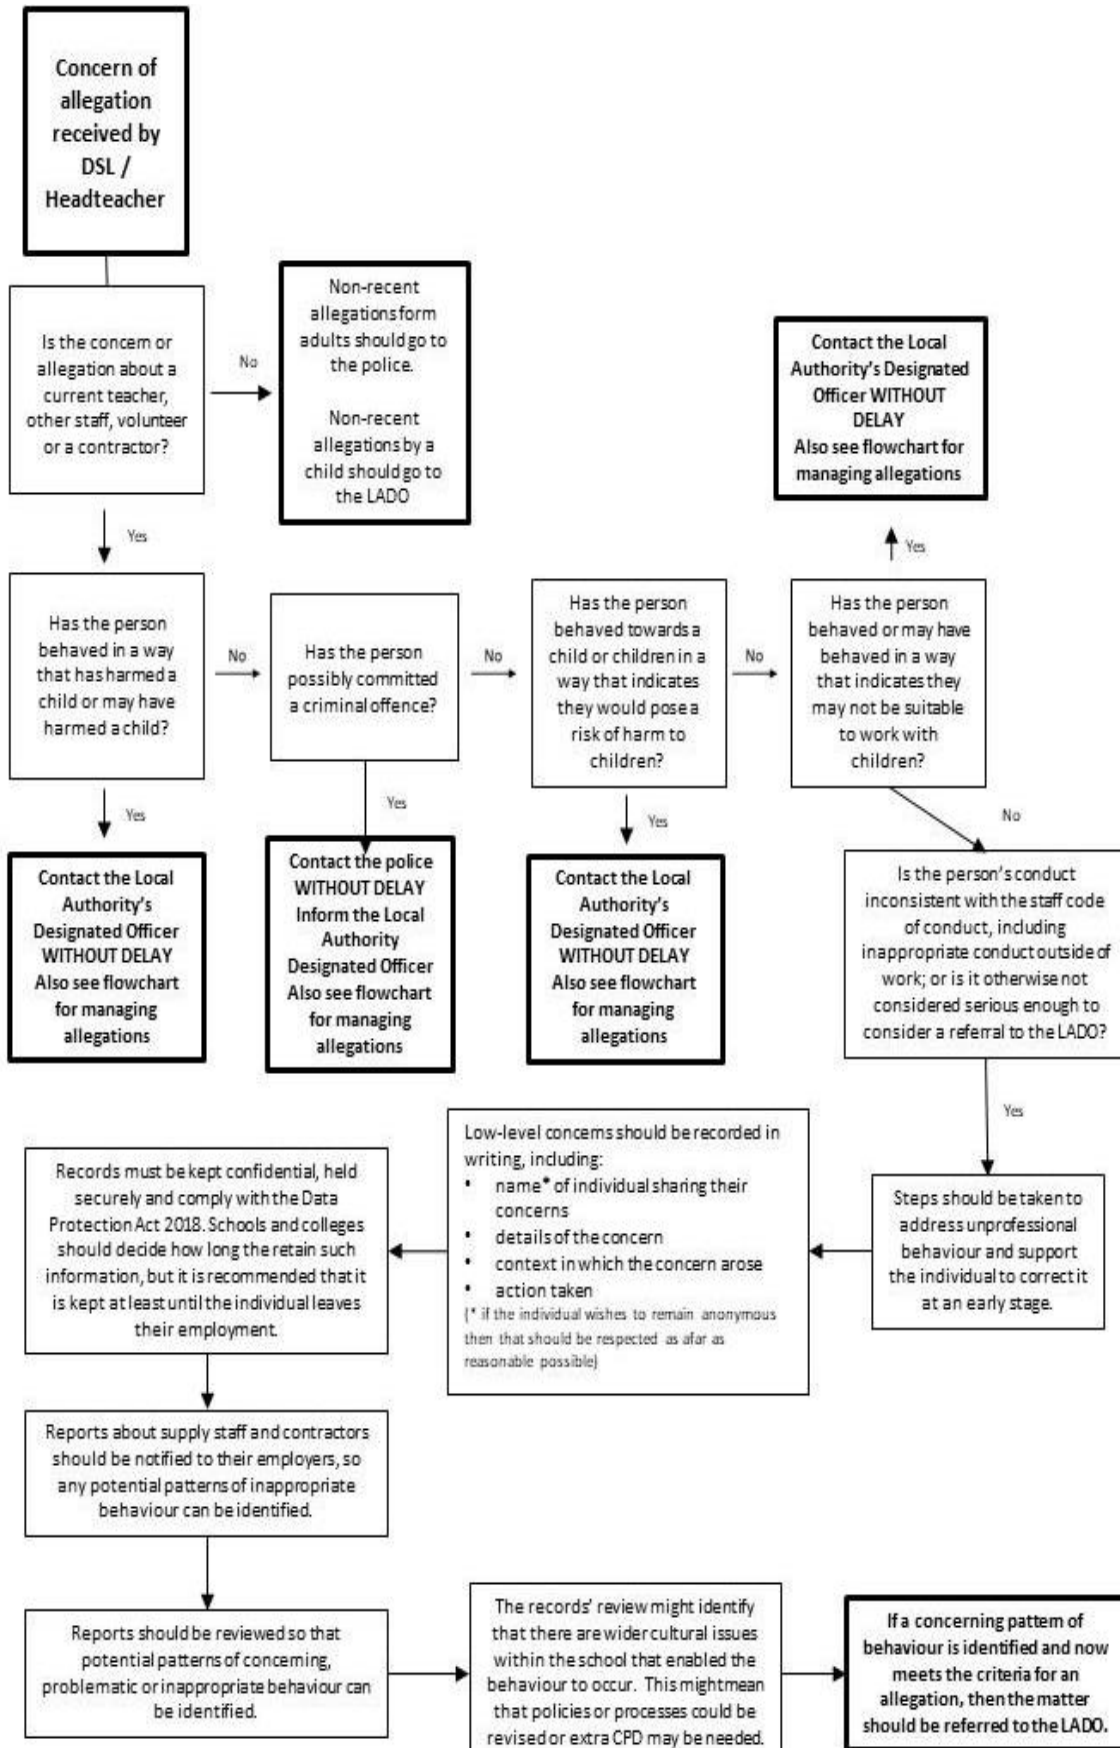 Concern of
allegation
received by
DSL /
Headteacher
Is the concern or
allegation about a
current teacher,
other staff, volunteer
or a contractor?
No
Non-recent
allegations form
adults should go to
the police.
Non-recent
allegations by a
child should go to
the LADO
Contact the Local
Authority's Designated
Officer WITHOUT
DELAY
Also see flowchart for
managing allegations
Yes
Yes
Has the person
behaved in a way
that has harmed a
child or may have
harmed a child?
No
Has the person
possibly committed
a criminal offence?
No
Has the person
behaved towards a
child or children in a
way that indicates
they would pose a
risk of harm to
children?
No
Has the person
behaved or may have
behaved in a way
that indicates they
may not be suitable
to work with
children?
Yes
Yes
Yes
No
Contact the Local
Authority's
Designated Officer
WITHOUT DELAY
Also see flowchart
for managing
allegations
Contact the police
WITHOUT DELAY
Inform the Local
Authority
Designated Officer
Also see flowchart
for managing
allegations
Contact the Local
Authority's
Designated Officer
WITHOUT DELAY
Also see flowchart
for managing
allegations
Is the person's conduct
inconsistent with the staff code
of conduct, including
inappropriate conduct outside of
work; or is it otherwise not
considered serious enough to
consider a referral to the LADO?
Yes
Steps should be taken to
address unprofessional
behaviour and support
the individual to correct it
at an early stage.
Low-level concerns should be recorded in
writing, including:
• name* of individual sharing their
concerns
• details of the concern
• context in which the concern arose
• action taken
(* if the individual wishes to remain anonymous
then that should be respected as afar as
reasonable possible)
Records must be kept confidential, held
securely and comply with the Data
Protection Act 2018. Schools and colleges
should decide how long the retain such
information, but it is recommended that it
is kept at least until the individual leaves
their employment.
Reports about supply staff and contractors
should be notified to their employers, so
any potential patterns of inappropriate
behaviour can be identified.
Reports should be reviewed so that
potential patterns of concerning,
problematic or inappropriate behaviour can
be identified.
The records' review might identify
that there are wider cultural issues
within the school that enabled the
behaviour to occur. This might mean
that policies or processes could be
revised or extra CPD may be needed.
If a concerning pattern of
behaviour is identified and now
meets the criteria for an
allegation, then the matter
should be referred to the LADO.